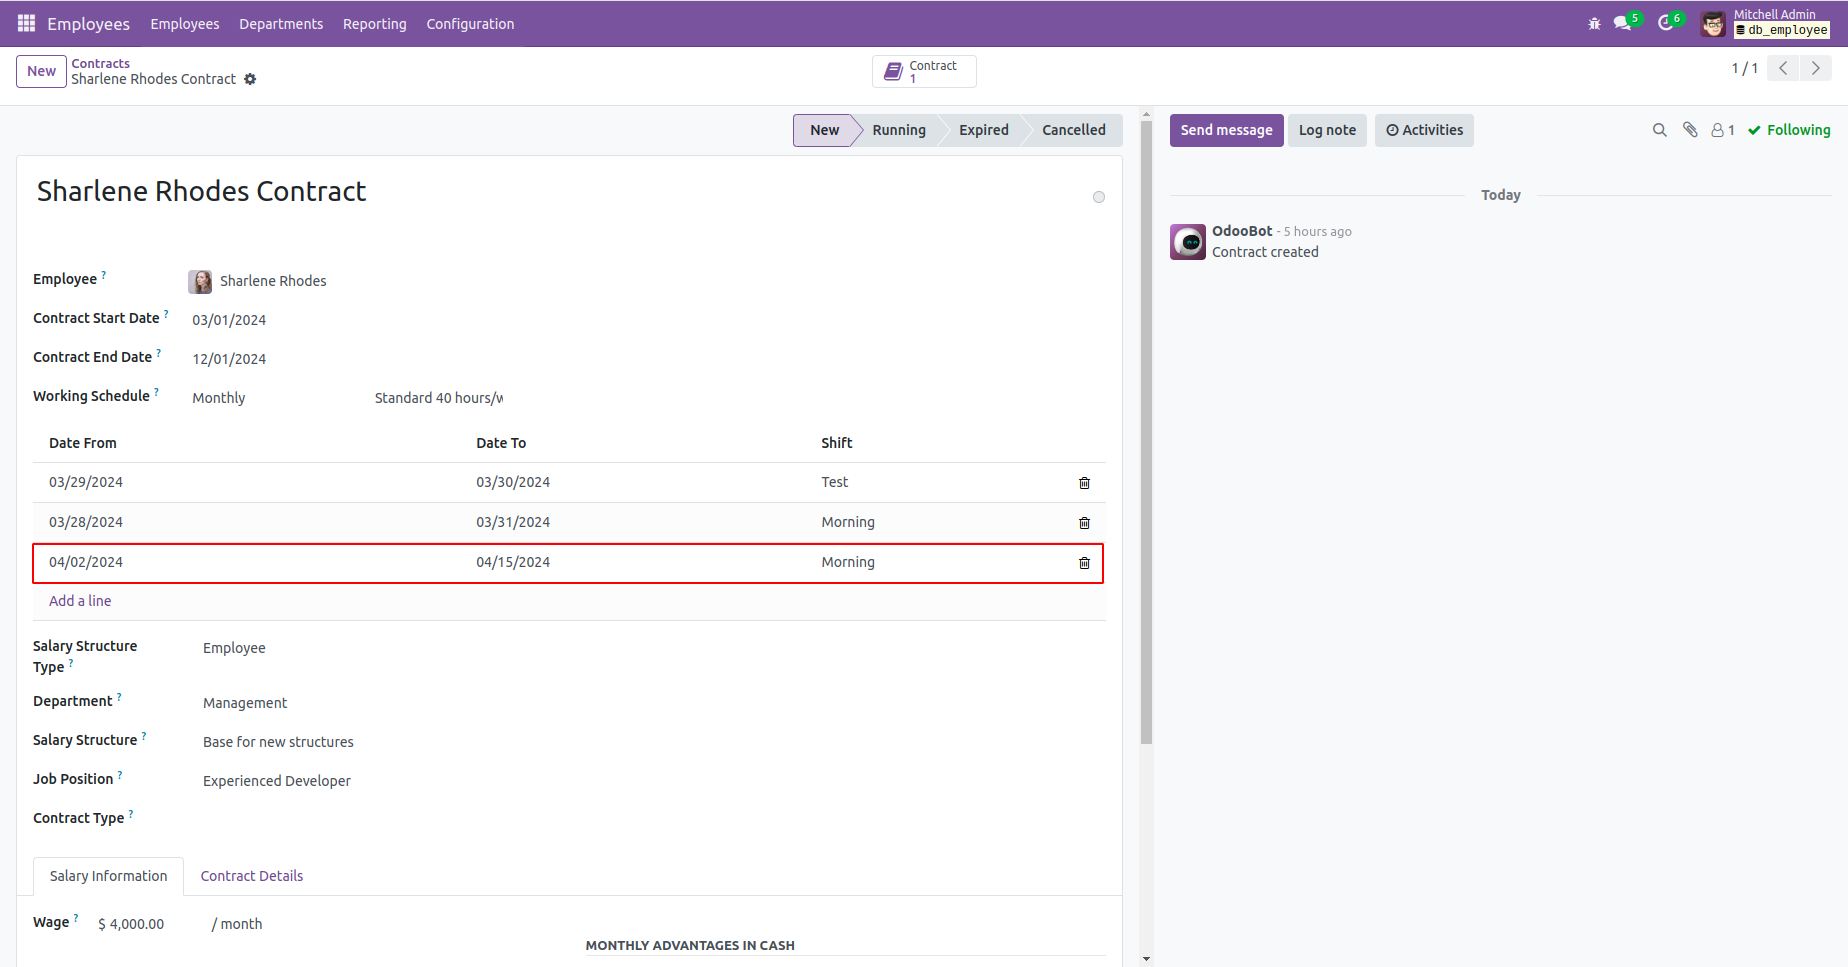 Employees Employees Departments Reporting Configuration 5 6 Mitchell Admin
db_employee
New Contracts
Sharlene Rhodes Contract
Contract
1
1 / 1
New Running Expired Cancelled
Send message Log note Activities 1 Following
Sharlene Rhodes Contract
Today
OdooBot - 5 hours ago
Contract created
Employee ? Sharlene Rhodes
Contract Start Date ? 03/01/2024
Contract End Date ? 12/01/2024
Working Schedule ? Monthly Standard 40 hours/w
Date From Date To Shift
03/29/2024 03/30/2024 Test
03/28/2024 03/31/2024 Morning
04/02/2024 04/15/2024 Morning
Add a line
Salary Structure
Type ? Employee
Department ? Management
Salary Structure ? Base for new structures
Job Position ? Experienced Developer
Contract Type ?
Salary Information Contract Details
Wage ? $ 4,000.00 / month
MONTHLY ADVANTAGES IN CASH